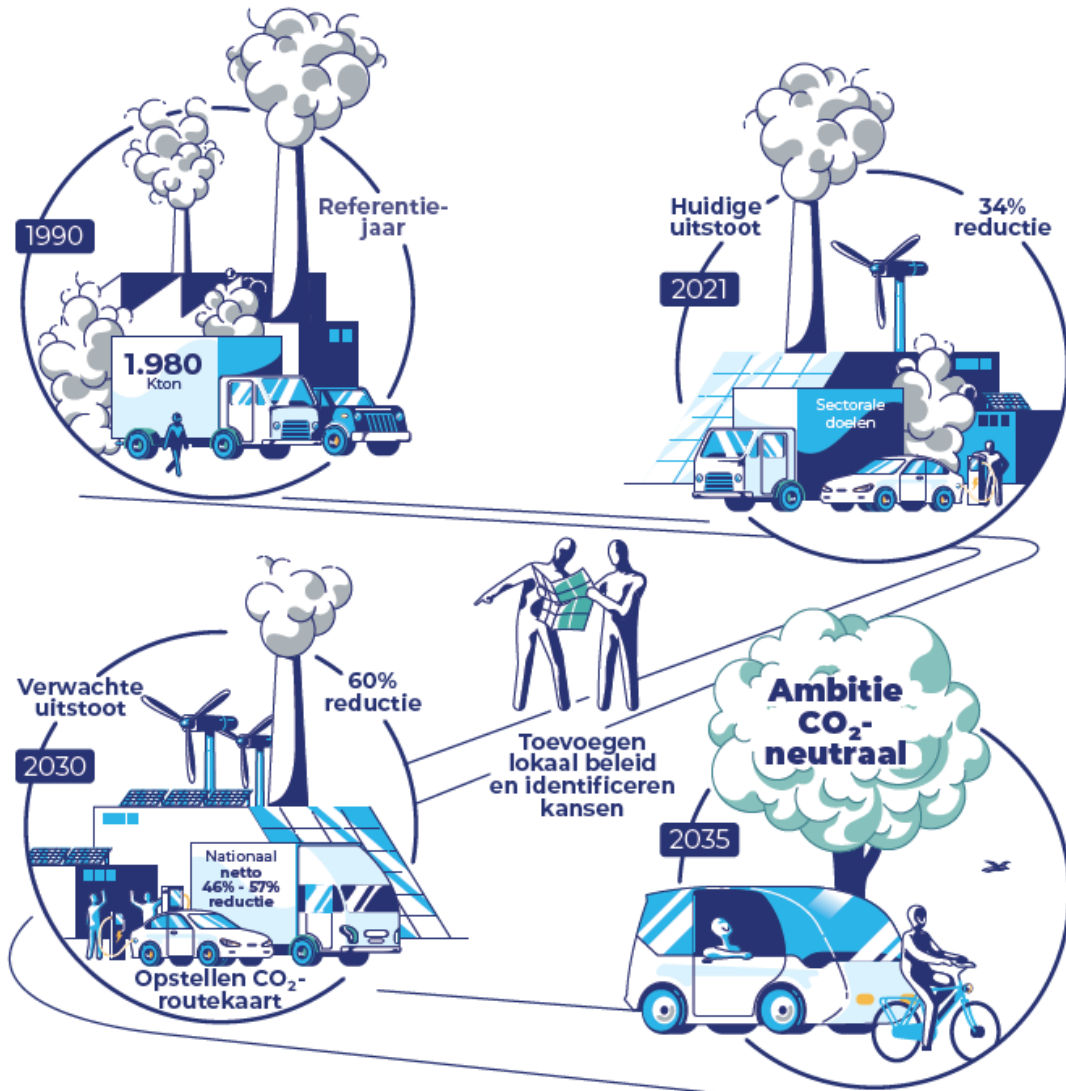 1990
Referentie-
jaar
1.980
Kton
Huidige
uitstoot
34%
reductie
2021
Sectorale
doelen
Toevoegen
lokaal beleid
en identificeren
kansen
Verwachte
uitstoot
60%
reductie
2030
Nationaal
netto
46% - 57%
reductie
Opstellen CO₂-
routekaart
Ambitie
CO₂-
neutraal
2035